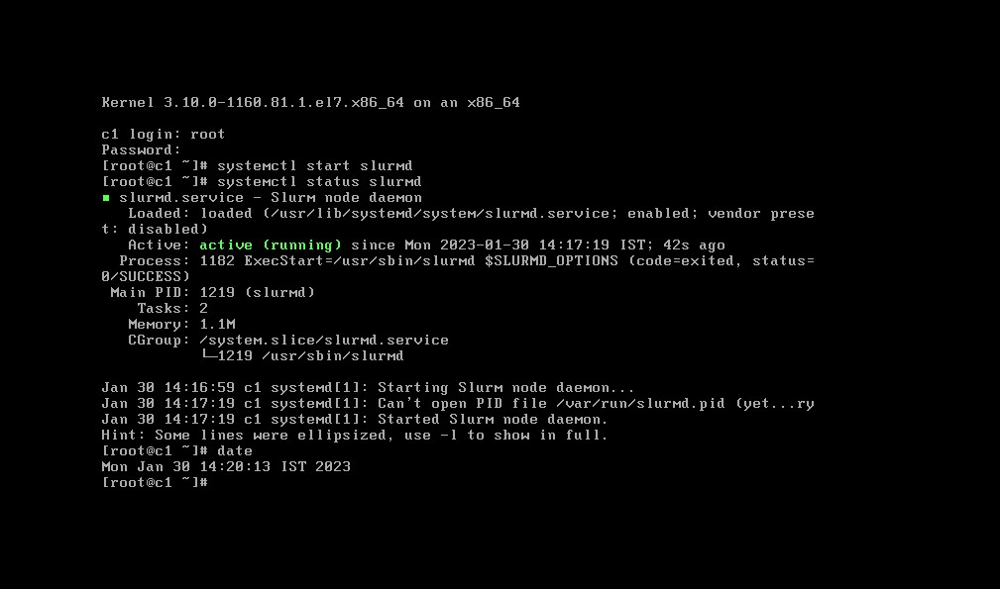 Kernel 3.10.0-1160.81.1.el7.x86_64 on an x86_64
c1 login: root
Password:
[root@c1 ~]# systemctl start slurmd
[root@c1 ~]# systemctl status slurmd
■ slurmd.service - Slurm node daemon
   Loaded: loaded (/usr/lib/systemd/system/slurmd.service; enabled; vendor prese
t: disabled)
   Active: active (running) since Mon 2023-01-30 14:17:19 IST; 42s ago
  Process: 1182 ExecStart=/usr/sbin/slurmd $SLURMD_OPTIONS (code=exited, status=
0/SUCCESS)
 Main PID: 1219 (slurmd)
    Tasks: 2
   Memory: 1.1M
   CGroup: /system.slice/slurmd.service
           └─1219 /usr/sbin/slurmd
Jan 30 14:16:59 c1 systemd[1]: Starting Slurm node daemon...
Jan 30 14:17:19 c1 systemd[1]: Can't open PID file /var/run/slurmd.pid (yet...ry
Jan 30 14:17:19 c1 systemd[1]: Started Slurm node daemon.
Hint: Some lines were ellipsized, use -l to show in full.
[root@c1 ~]# date
Mon Jan 30 14:20:13 IST 2023
[root@c1 ~]#